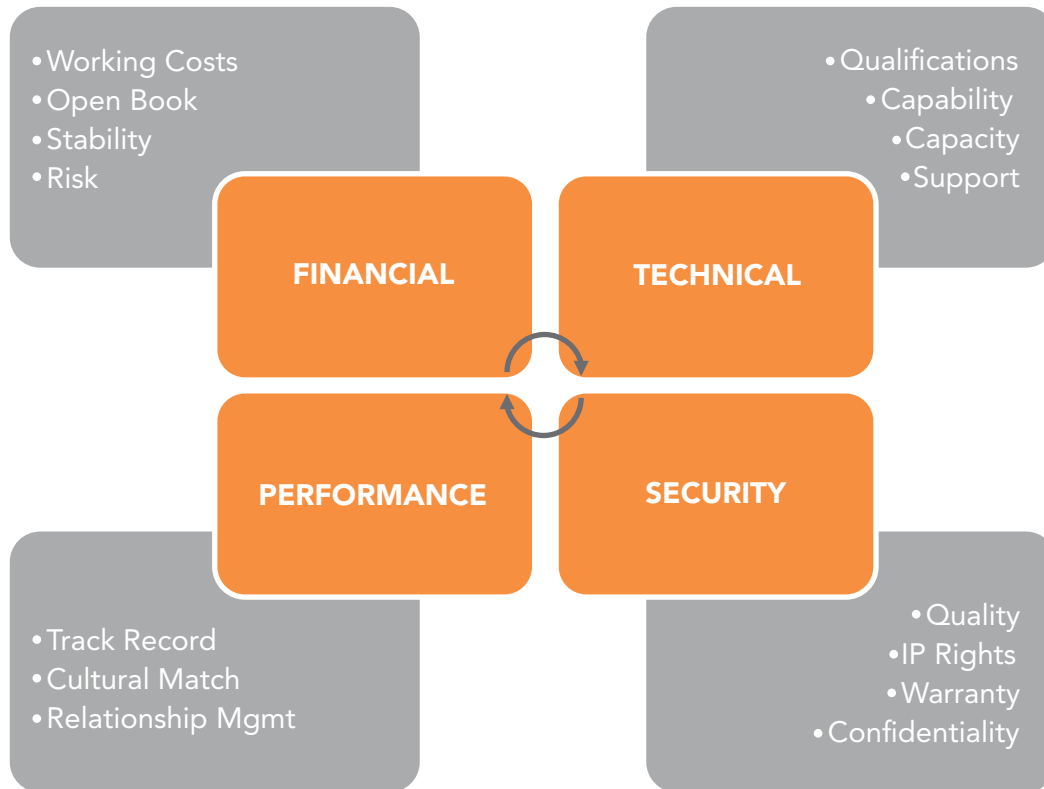 • Working Costs
• Open Book
• Stability
• Risk
• Qualifications
• Capability
• Capacity
• Support
FINANCIAL
TECHNICAL
PERFORMANCE
SECURITY
• Track Record
• Cultural Match
• Relationship Mgmt
• Quality
• IP Rights
• Warranty
• Confidentiality